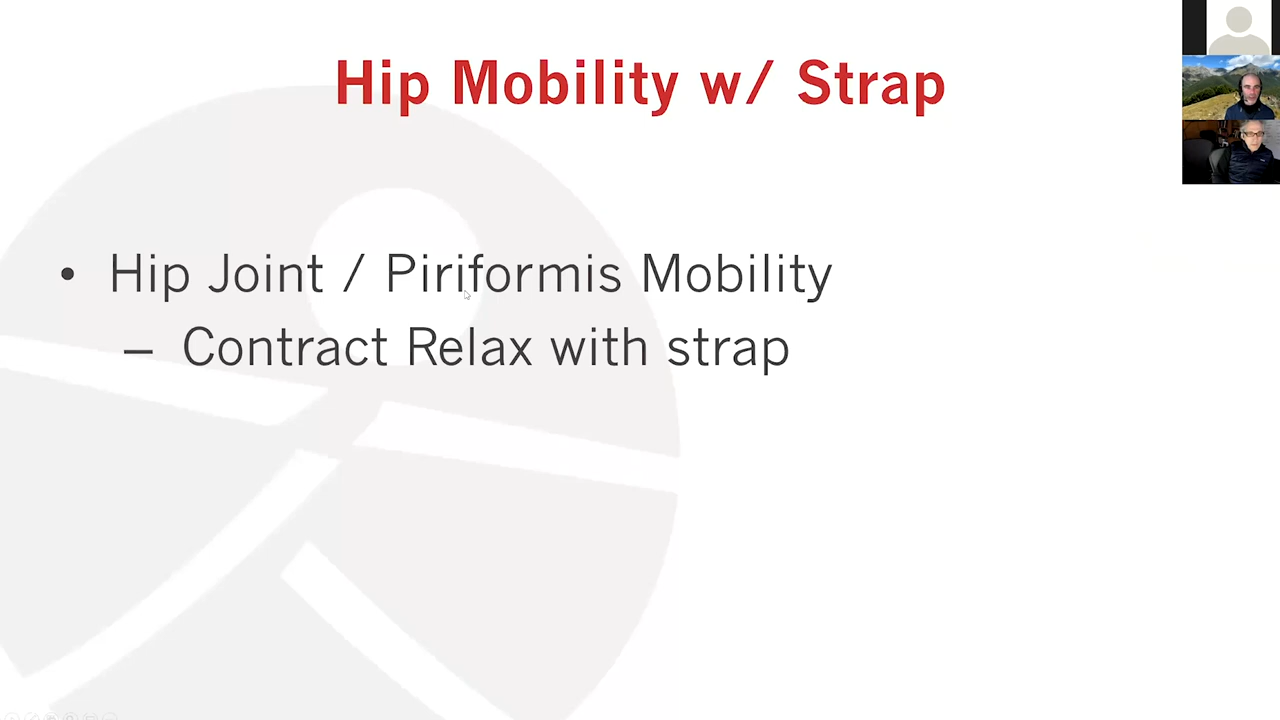 Hip Mobility w/ Strap
• Hip Joint / Piriformis Mobility
– Contract Relax with strap